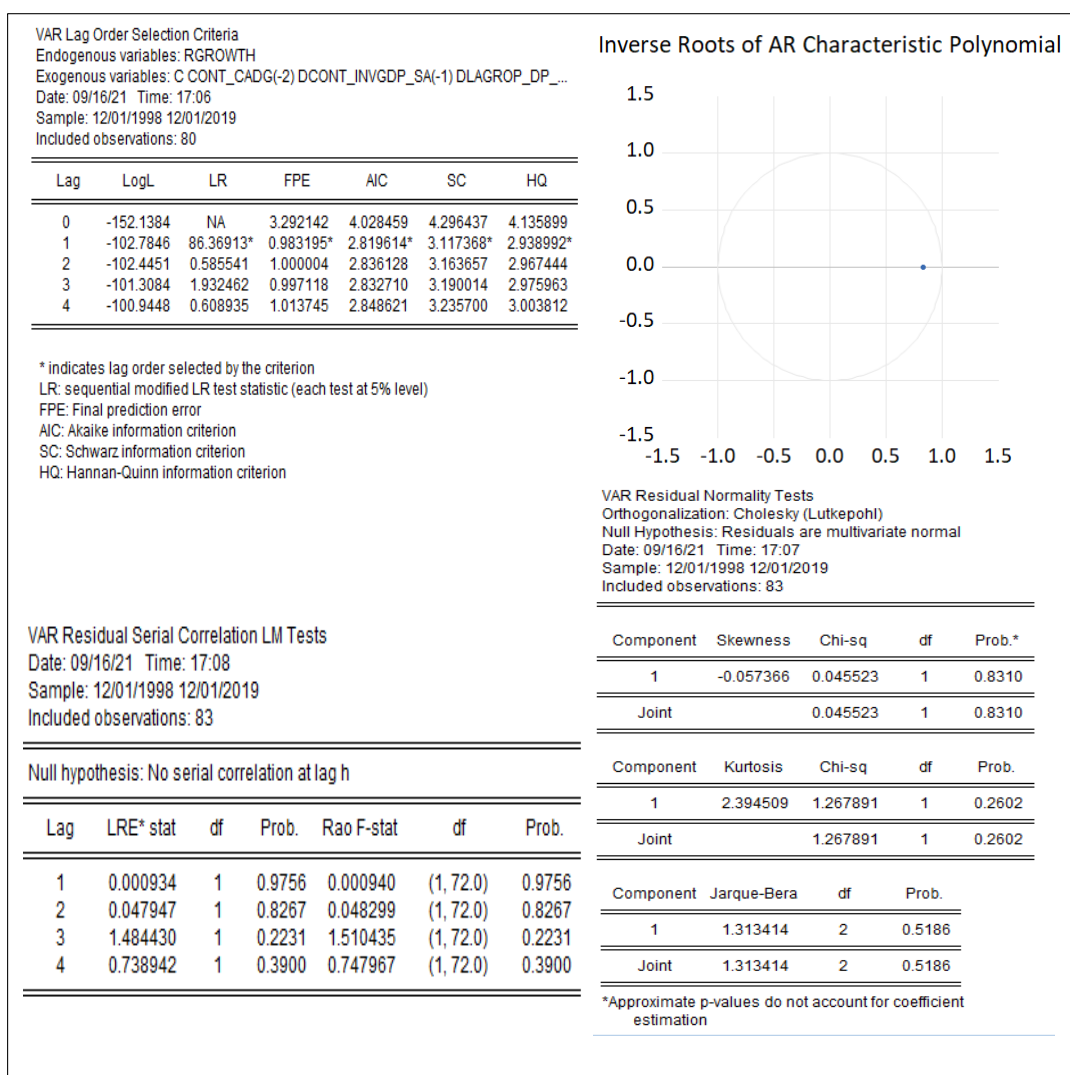 VAR Lag Order Selection Criteria
Endogenous variables: RGROWTH
Exogenous variables: C CONT_CADG(-2) DCONT_INVGDP_SA(-1) DLAGROP_DP_...
Date: 09/16/21 Time: 17:06
Sample: 12/01/1998 12/01/2019
Included observations: 80
Lag LogL LR FPE AIC SC HQ
0 -152.1384 NA 3.292142 4.028459 4.296437 4.135899
1 -102.7846 86.36913* 0.983195* 2.819614* 3.117368* 2.938992*
2 -102.4451 0.585541 1.000004 2.836128 3.163657 2.967444
3 -101.3084 1.932462 0.997118 2.832710 3.190014 2.975963
4 -100.9448 0.608935 1.013745 2.848621 3.235700 3.003812
* indicates lag order selected by the criterion
LR: sequential modified LR test statistic (each test at 5% level)
FPE: Final prediction error
AIC: Akaike information criterion
SC: Schwarz information criterion
HQ: Hannan-Quinn information criterion
Inverse Roots of AR Characteristic Polynomial
1.5
1.0
0.5
0.0
-0.5
-1.0
-1.5
-1.5 -1.0 -0.5 0.0 0.5 1.0 1.5
VAR Residual Serial Correlation LM Tests
Date: 09/16/21 Time: 17:08
Sample: 12/01/1998 12/01/2019
Included observations: 83
Null hypothesis: No serial correlation at lag h
Lag LRE* stat df Prob. Rao F-stat df Prob.
1 0.000934 1 0.9756 0.000940 (1, 72.0) 0.9756
2 0.047947 1 0.8267 0.048299 (1, 72.0) 0.8267
3 1.484430 1 0.2231 1.510435 (1, 72.0) 0.2231
4 0.738942 1 0.3900 0.747967 (1, 72.0) 0.3900
VAR Residual Normality Tests
Orthogonalization: Cholesky (Lutkepohl)
Null Hypothesis: Residuals are multivariate normal
Date: 09/16/21 Time: 17:07
Sample: 12/01/1998 12/01/2019
Included observations: 83
Component Skewness Chi-sq df Prob.*
1 -0.057366 0.045523 1 0.8310
Joint 0.045523 1 0.8310
Component Kurtosis Chi-sq df Prob.
1 2.394509 1.267891 1 0.2602
Joint 1.267891 1 0.2602
Component Jarque-Bera df Prob.
1 1.313414 2 0.5186
Joint 1.313414 2 0.5186
*Approximate p-values do not account for coefficient
estimation